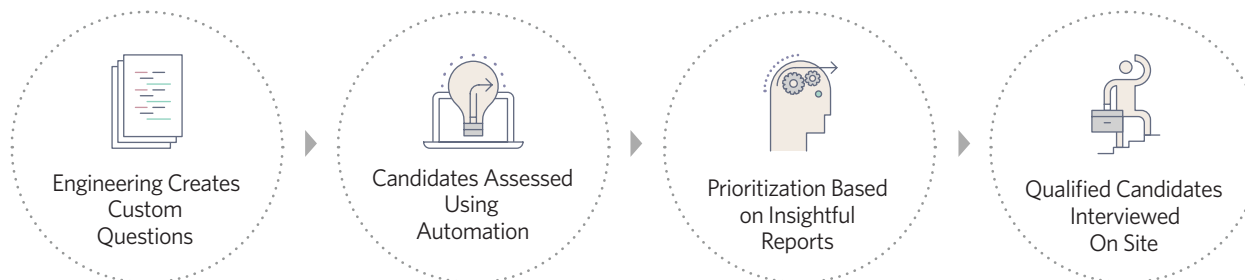 Engineering Creates
Custom
Questions
Candidates Assessed
Using
Automation
Prioritization Based
on Insightful
Reports
Qualified Candidates
Interviewed
On Site